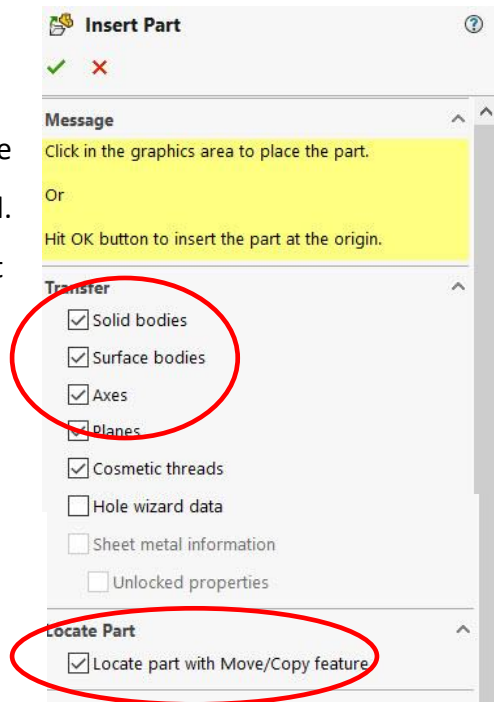 Insert Part
Message
Click in the graphics area to place the part.
Or
Hit OK button to insert the part at the origin.
Transfer
Solid bodies
Surface bodies
Axes
Planes
Cosmetic threads
Hole wizard data
Sheet metal information
Unlocked properties
Locate Part
Locate part with Move/Copy feature